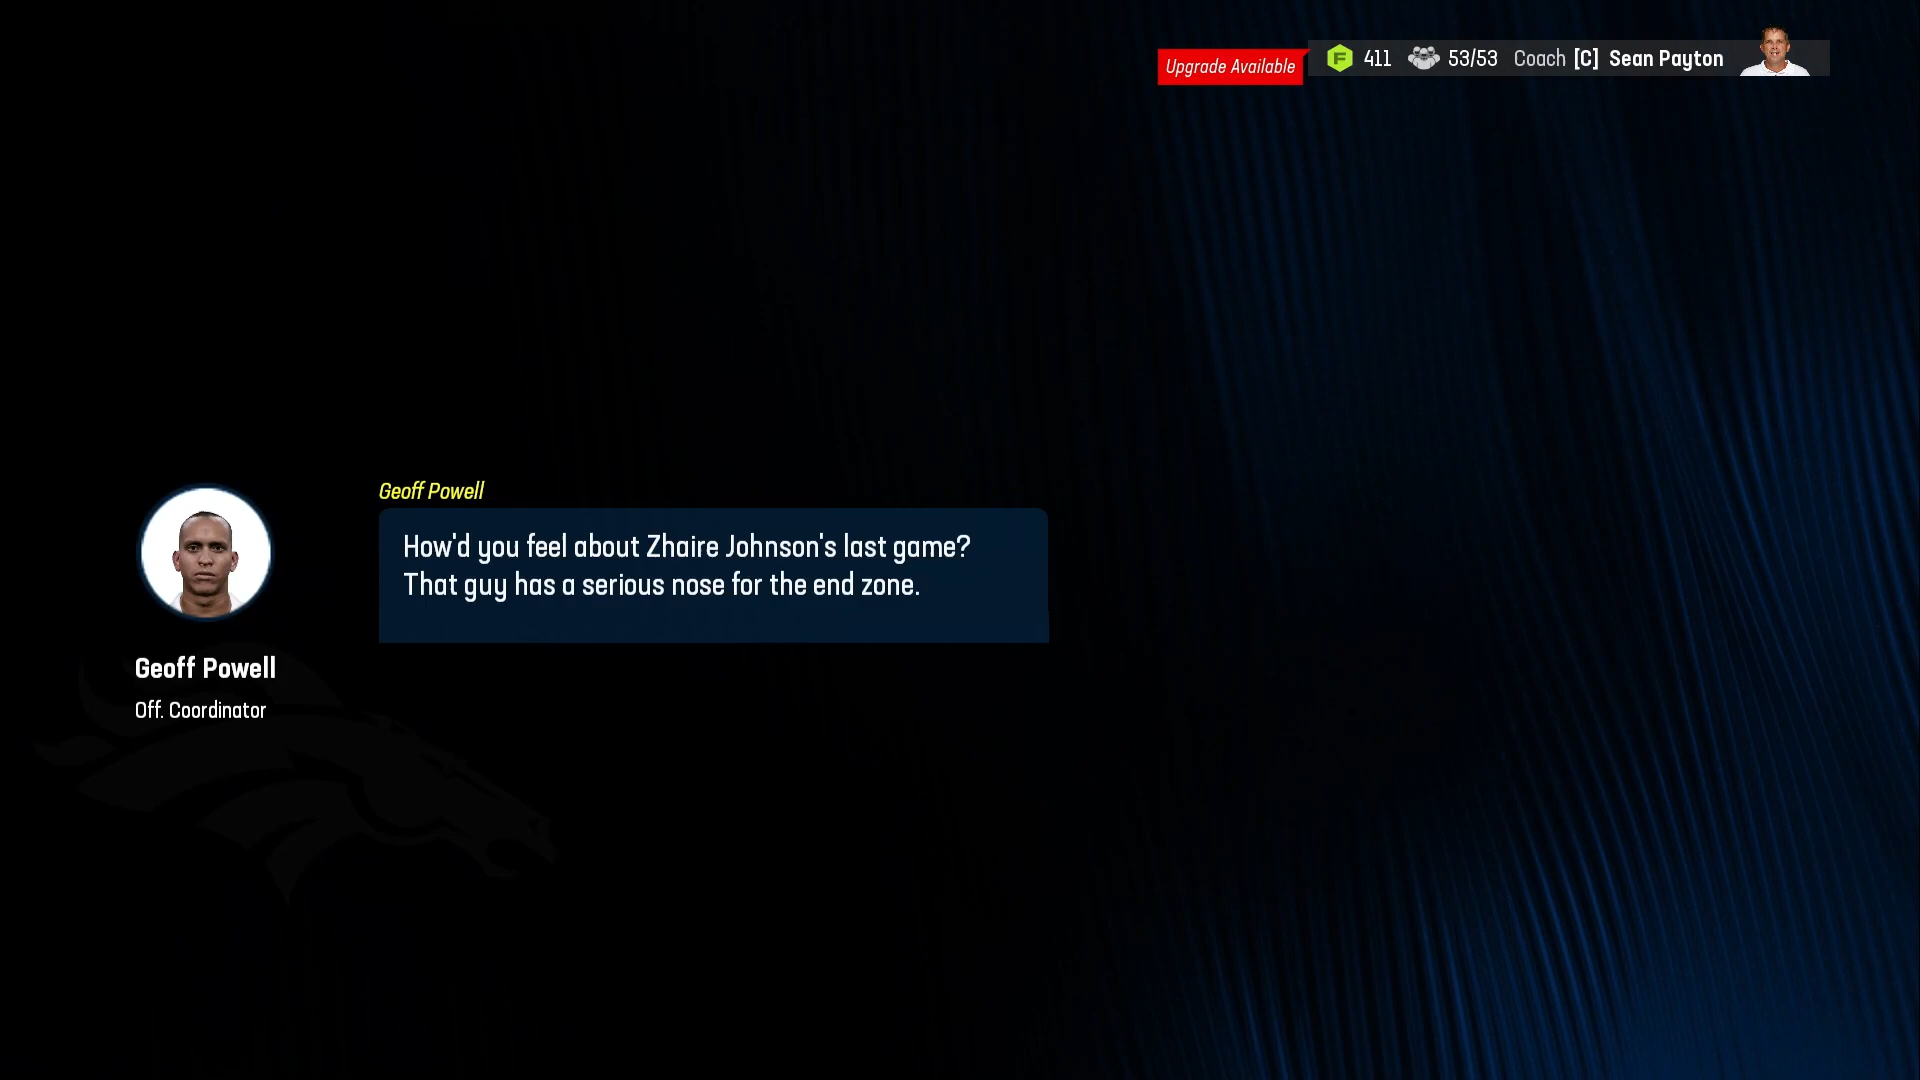 Upgrade Available
F 411 53/53 Coach [C] Sean Payton
Geoff Powell
How'd you feel about Zhaire Johnson's last game?
That guy has a serious nose for the end zone.
Geoff Powell
Off. Coordinator